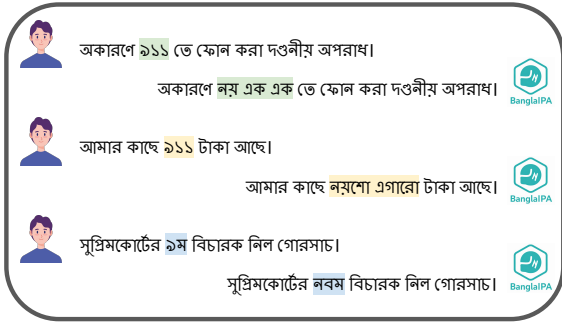 অকারণে ৯১১ তে ফোন করা দণ্ডনীয় অপরাধ।
অকারণে নয় এক এক তে ফোন করা দণ্ডনীয় অপরাধ।
BanglaIPA
আমার কাছে ৯১১ টাকা আছে।
আমার কাছে নয়শো এগারো টাকা আছে।
BanglaIPA
সুপ্রিমকোর্টের ৯ম বিচারক নিল গোরসাচ।
সুপ্রিমকোর্টের নবম বিচারক নিল গোরসাচ।
BanglaIPA